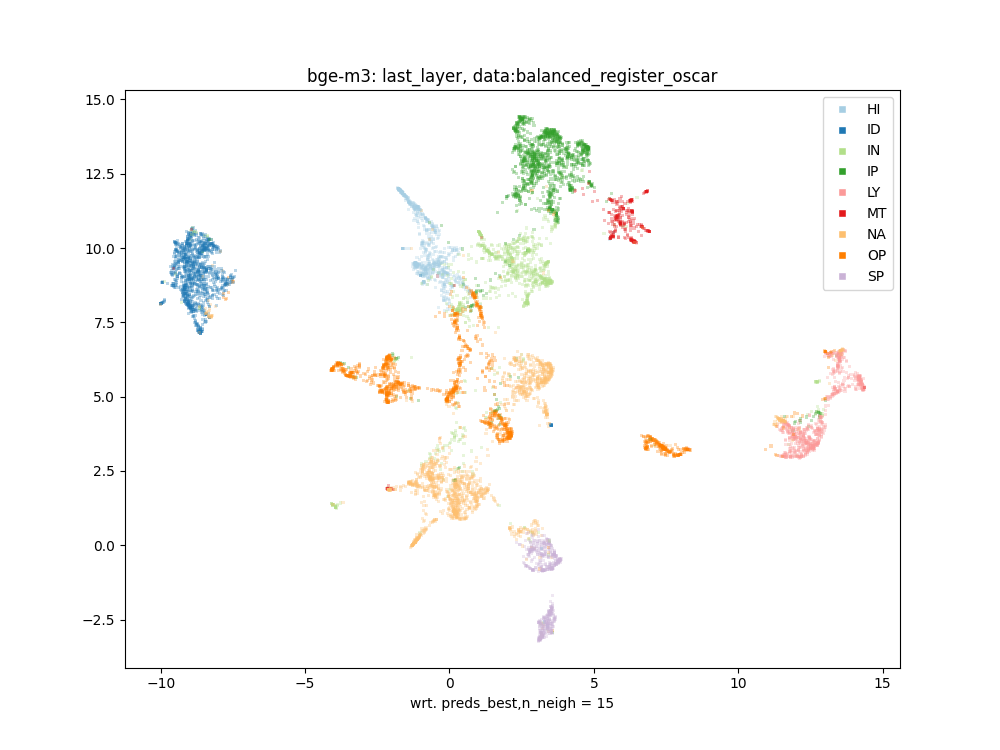 bge-m3: last_layer, data:balanced_register_oscar
15.0
12.5
10.0
7.5
5.0
2.5
0.0
−2.5
−10
−5
0
5
10
15
wrt. preds_best,n_neigh = 15
HI
ID
IN
IP
LY
MT
NA
OP
SP